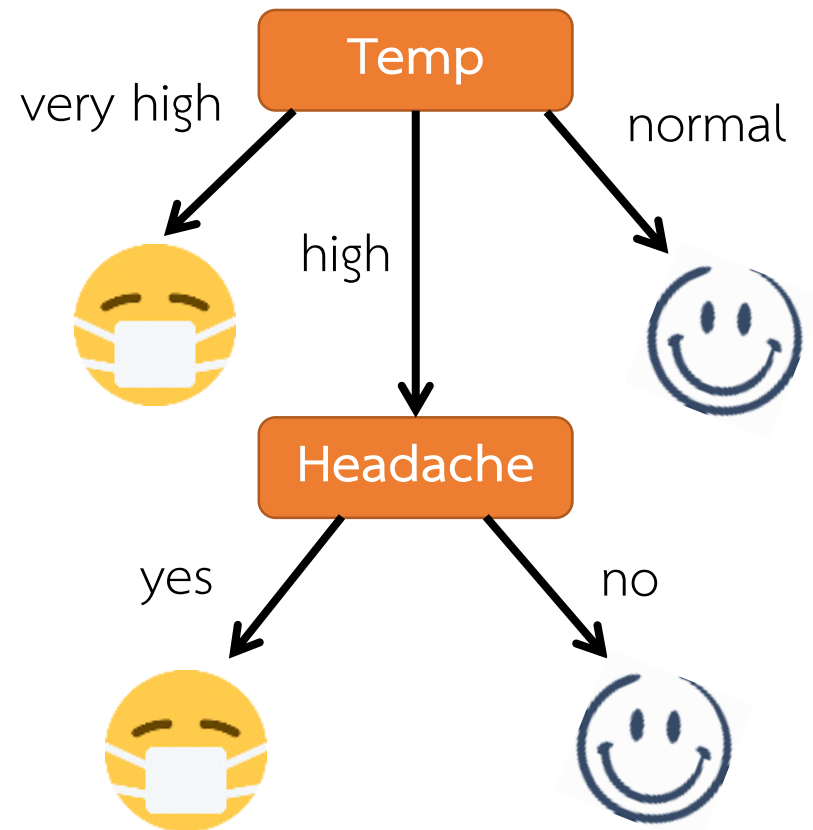 Temp
very high
normal
high
Headache
yes
no